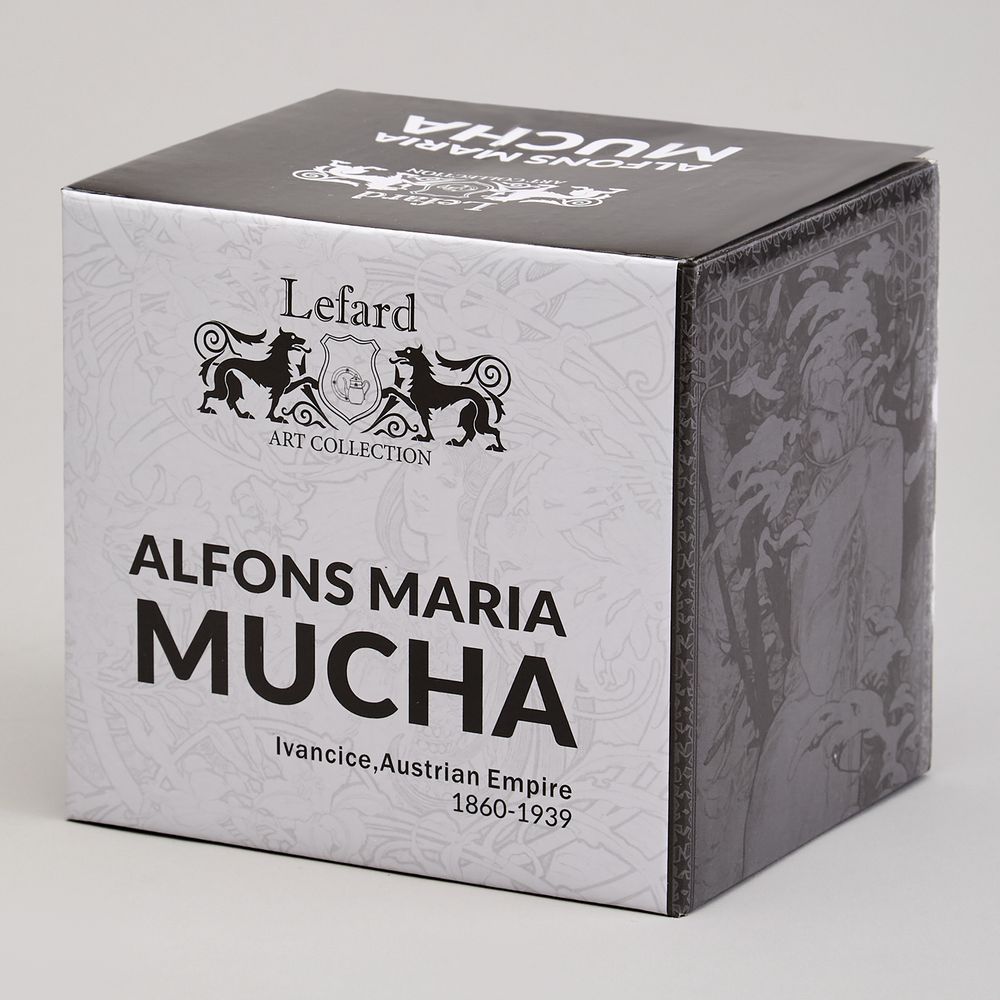 ALFONS MARIA
MUCHA
Lefard
ART COLLECTION
Lefard
ART COLLECTION
ALFONS MARIA
MUCHA
Ivancice,Austrian Empire
1860-1939